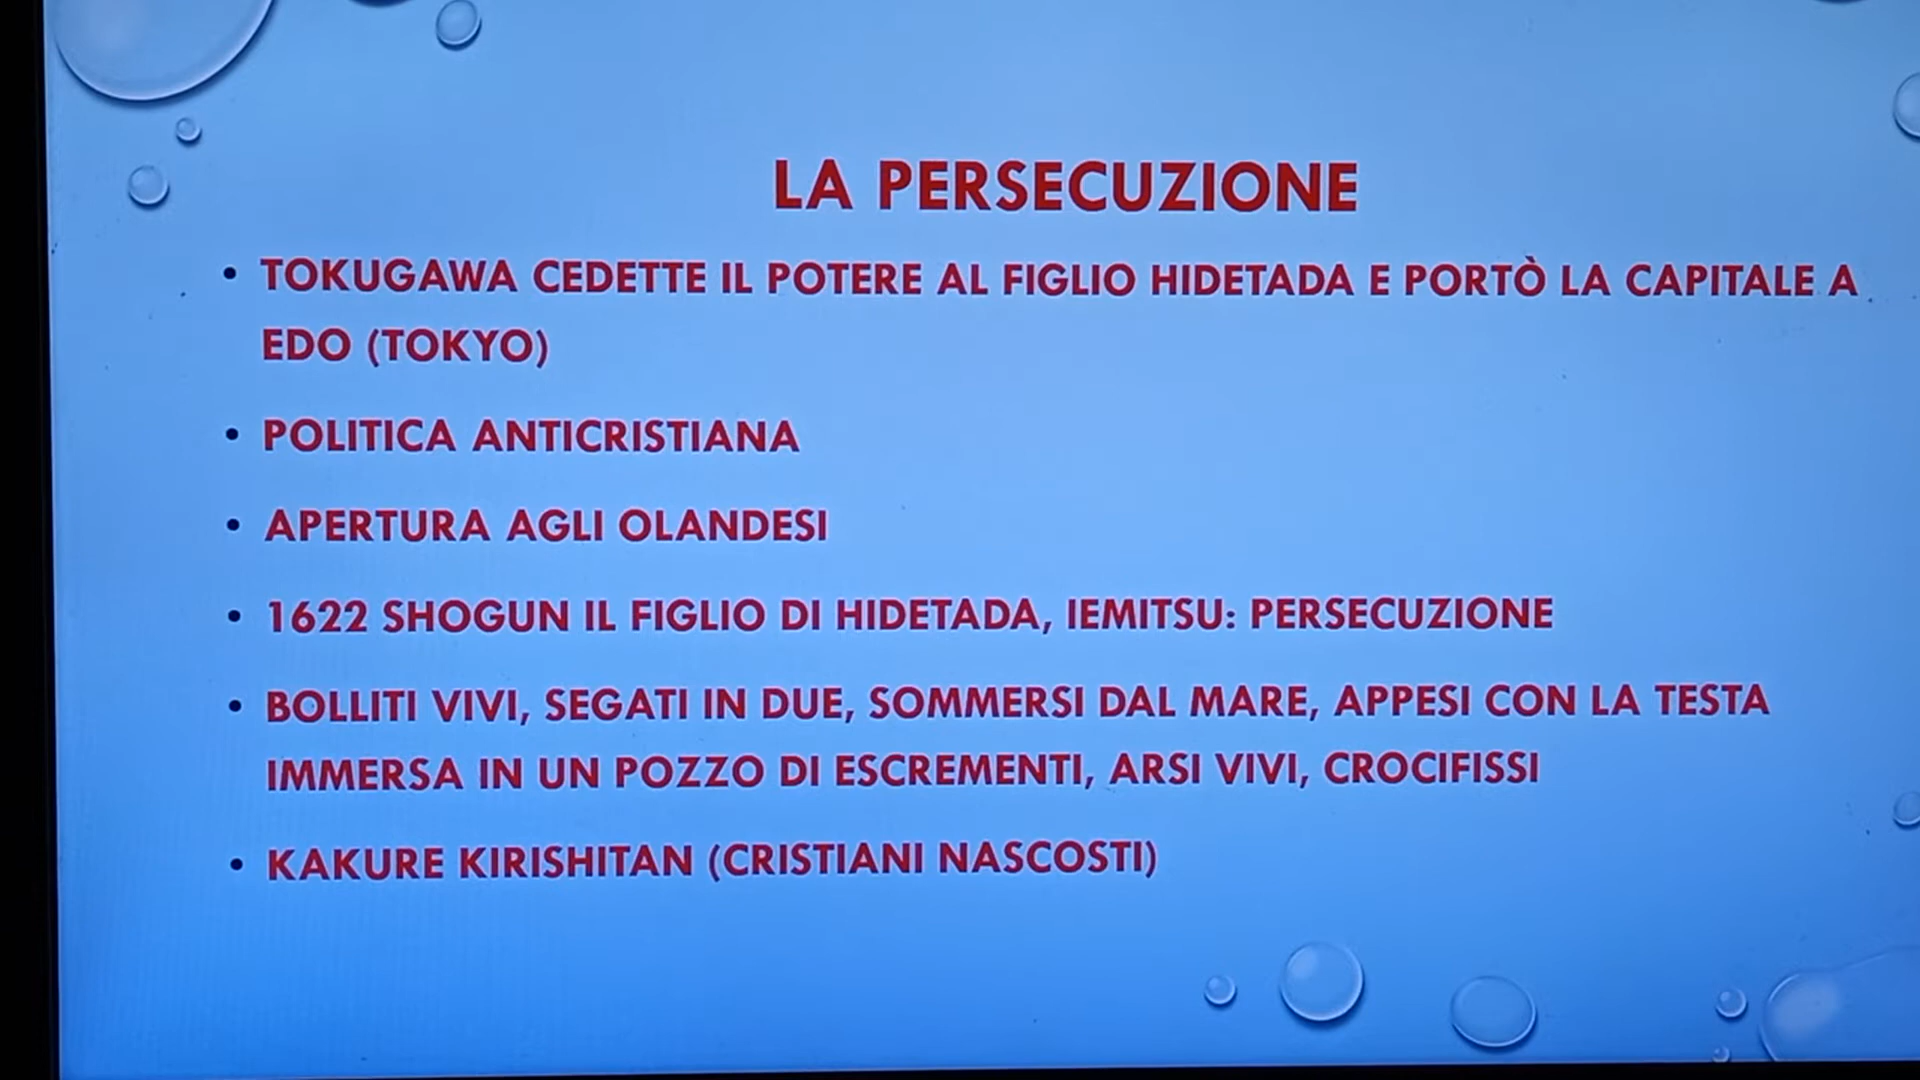 LA PERSECUZIONE
• TOKUGAWA CEDETTE IL POTERE AL FIGLIO HIDETADA E PORTÒ LA CAPITALE A
EDO (TOKYO)
• POLITICA ANTICRISTIANA
• APERTURA AGLI OLANDESI
• 1622 SHOGUN IL FIGLIO DI HIDETADA, IEMITSU: PERSECUZIONE
• BOLLITI VIVI, SEGATI IN DUE, SOMMERSI DAL MARE, APPESI CON LA TESTA
IMMERSA IN UN POZZO DI ESCREMENTI, ARSI VIVI, CROCIFISSI
• KAKURE KIRISHITAN (CRISTIANI NASCOSTI)